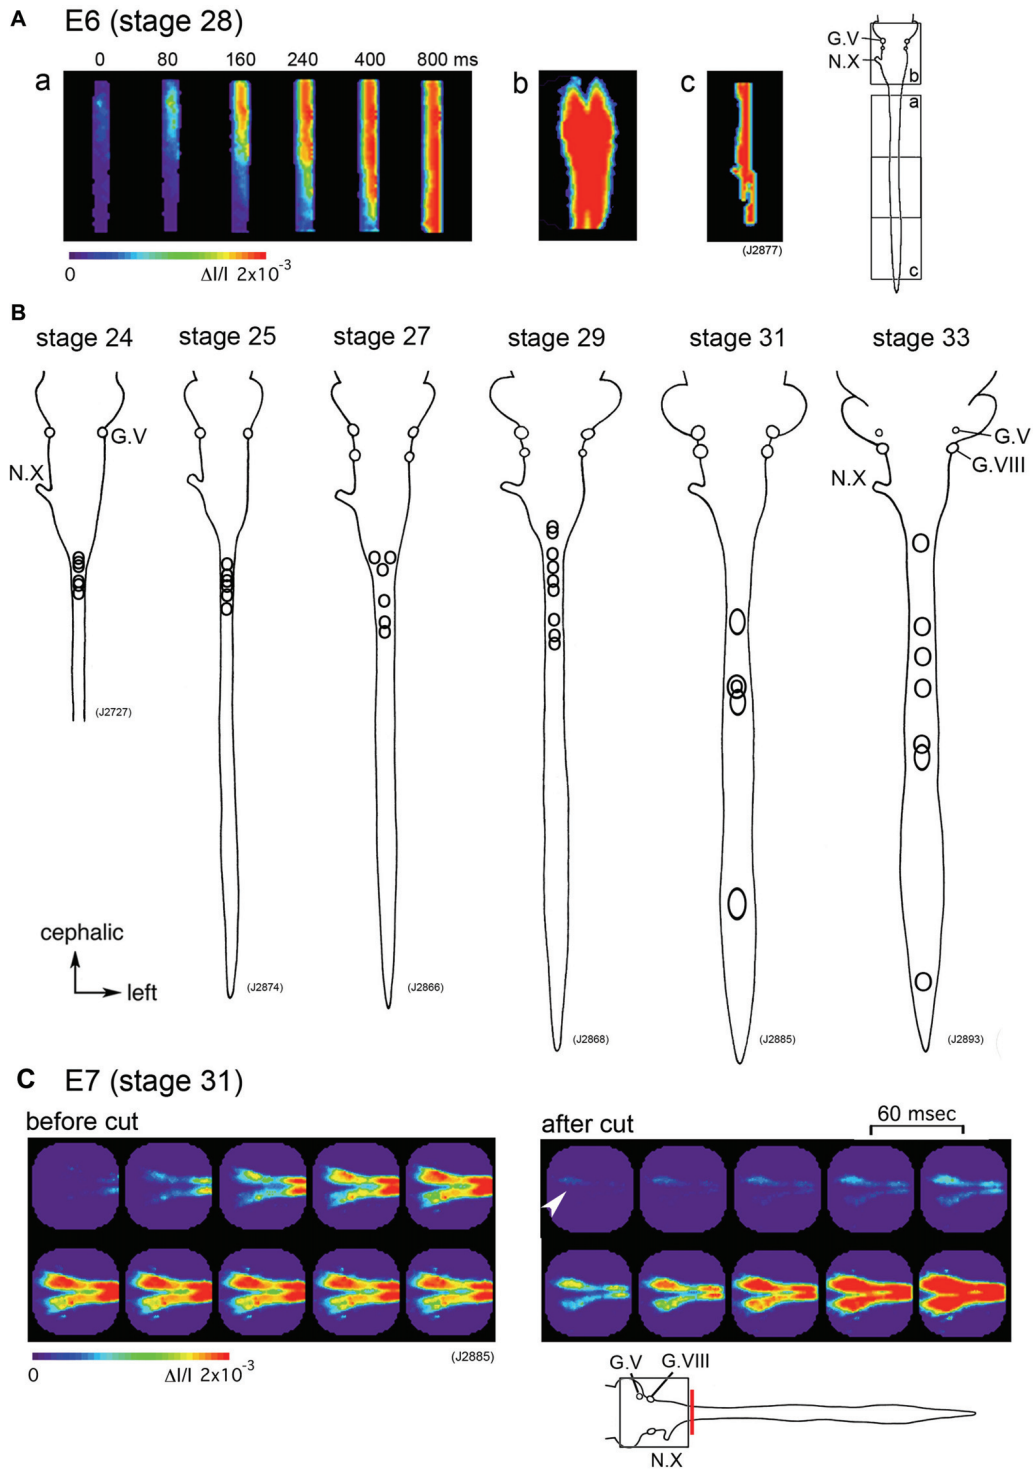 A E6 (stage 28)
0 80 160 240 400 800 ms
a b c
(J2877)
0 ΔI/I 2x10⁻³
G.V
N.X
b
a
c
B
stage 24 stage 25 stage 27 stage 29 stage 31 stage 33
G.V
N.X
G.V
G.VIII
N.X
(J2727)
cephalic
left
(J2874) (J2866) (J2868) (J2885) (J2893)
C E7 (stage 31)
before cut after cut 60 msec
(J2885)
0 ΔI/I 2x10⁻³
G.V G.VIII
N.X